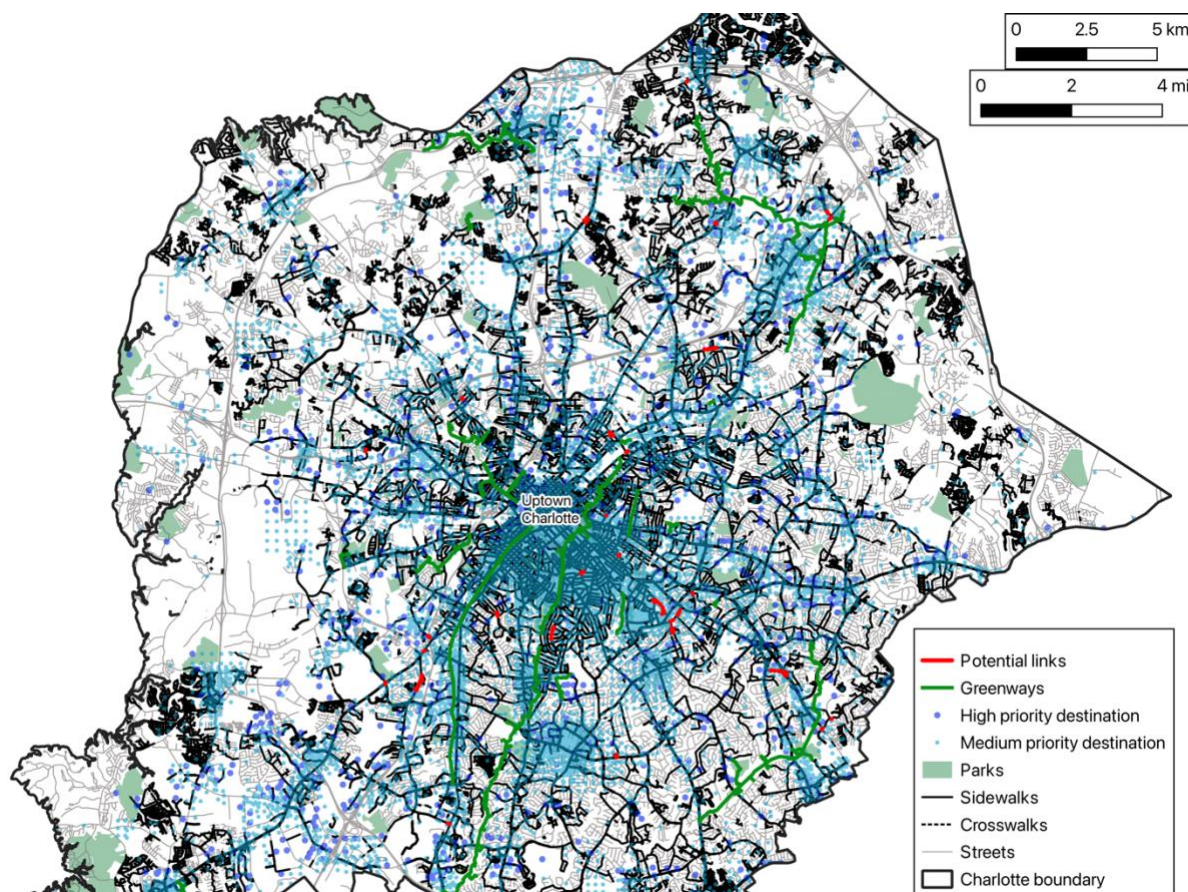 0 2.5 5 km
0 2 4 mi
Uptown
Charlotte
Potential links
Greenways
High priority destination
Medium priority destination
Parks
Sidewalks
Crosswalks
Streets
Charlotte boundary